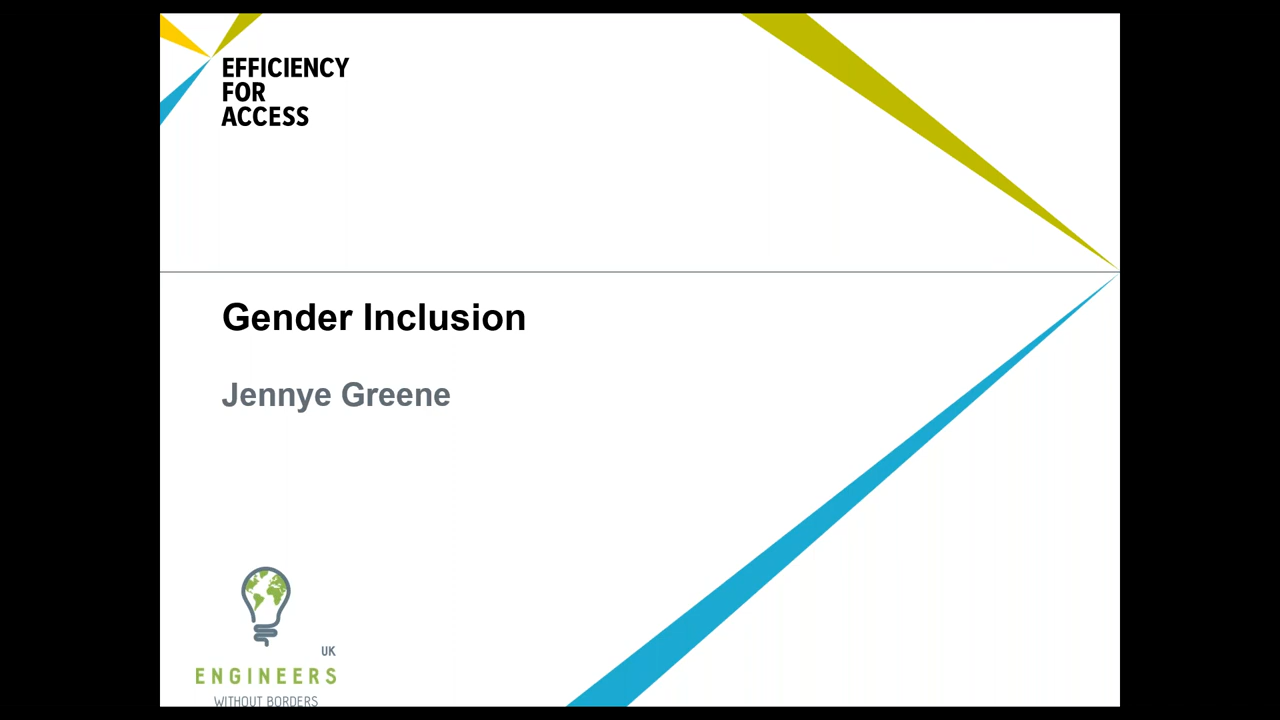 EFFICIENCY
FOR
ACCESS
Gender Inclusion
Jennye Greene
UK
ENGINEERS
WITHOUT BORDERS